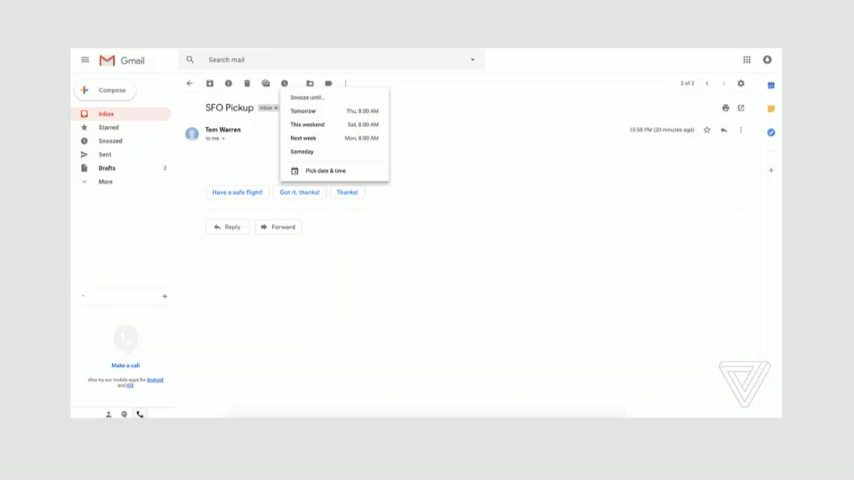 Gmail
Search mail
Compose
2 of 2
Inbox
Starred
Snoozed
Sent
Drafts 2
More
SFO Pickup Inbox ×
Tom Warren
to me
10:58 PM (20 minutes ago)
Snooze until...
Tomorrow Thu, 8:00 AM
This weekend Sat, 8:00 AM
Next week Mon, 8:00 AM
Someday
Pick date & time
Have a safe flight!
Got it, thanks!
Thanks!
Reply
Forward
Make a call
Also try our mobile apps for Android
and iOS